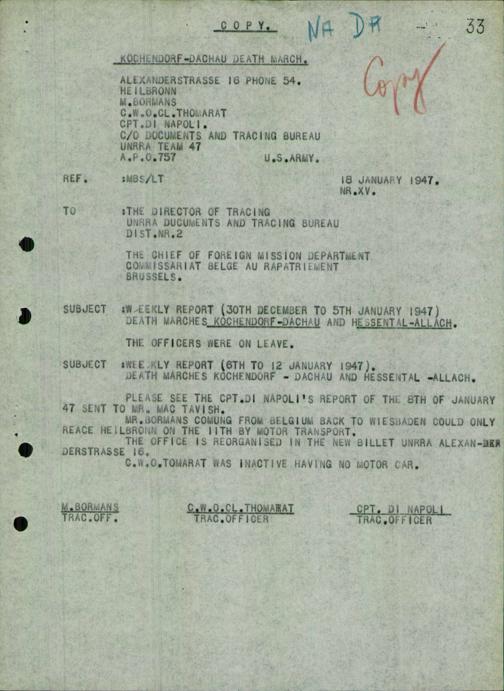 C O P Y.
NA DA
33
Copy
KOCHENDORF-DACHAU DEATH MARCH.
ALEXANDERSTRASSE 16 PHONE 54.
HEILBRONN
M.BORMANS
C.W.O.CL.THOMARAT
CPT.DI NAPOLI.
C/O DOCUMENTS AND TRACING BUREAU
UNRRA TEAM 47
A.P.O.757 U.S.ARMY.
REF. :MBS/LT 18 JANUARY 1947.
NR.XV.
TO :THE DIRECTOR OF TRACING
UNRRA DUCUMENTS AND TRACING BUREAU
DIST.NR.2
THE CHIEF OF FOREIGN MISSION DEPARTMENT
COMMISSARIAT BELGE AU RAPATRIEMENT
BRUSSELS.
SUBJECT :WEEKLY REPORT (30TH DECEMBER TO 5TH JANUARY 1947)
DEATH MARCHES KOCHENDORF-DACHAU AND HESSENTAL-ALLACH.
THE OFFICERS WERE ON LEAVE.
SUBJECT :WEE.KLY REPORT (6TH TO 12 JANUARY 1947).
DEATH MARCHES KOCHENDORF - DACHAU AND HESSENTAL -ALLACH.
PLEASE SEE THE CPT.DI NAPOLI'S REPORT OF THE 8TH OF JANUARY
47 SENT TO MR. MAC TAVISH.
MR.BORMANS COMUNG FROM BELGIUM BACK TO WIESBADEN COULD ONLY
REACE HEILBRONN ON THE 11TH BY MOTOR TRANSPORT.
THE OFFICE IS REORGANISED IN THE NEW BILLET UNRRA ALEXAN-DER
DERSTRASSE 16.
C.W.O.TOMARAT WAS INACTIVE HAVING NO MOTOR CAR.
M.BORMANS C.W.O.CL.THOMARAT CPT. DI NAPOLI
TRAC.OFF. TRAC.OFFICER TRAC.OFFICER